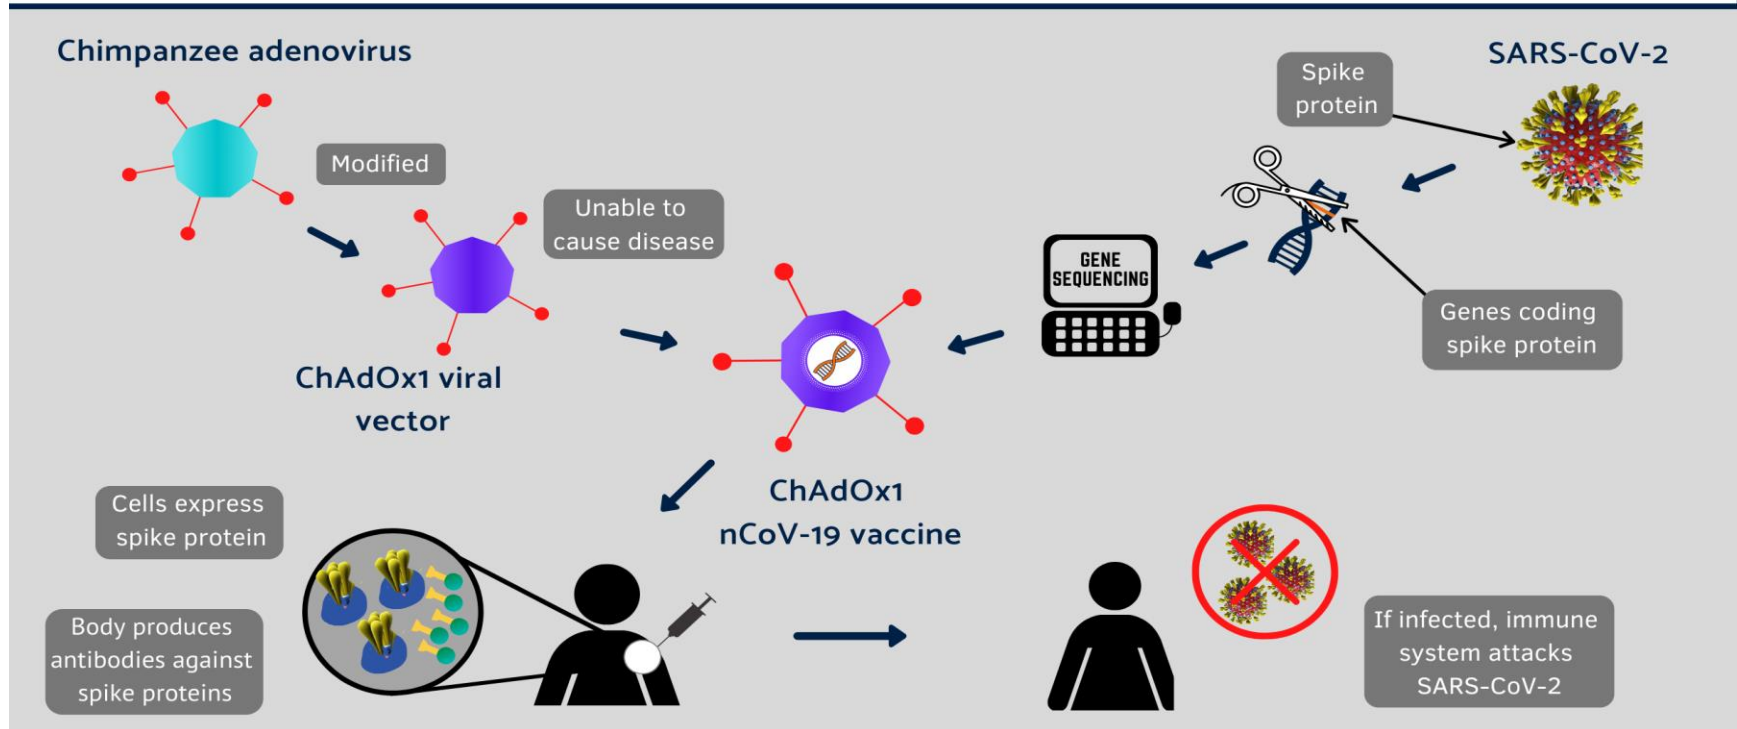 Chimpanzee adenovirus
SARS-CoV-2
Spike
protein
Modified
Unable to
cause disease
GENE
SEQUENCING
Genes coding
spike protein
ChAdOx1 viral
vector
ChAdOx1
nCoV-19 vaccine
Cells express
spike protein
Body produces
antibodies against
spike proteins
If infected, immune
system attacks
SARS-CoV-2